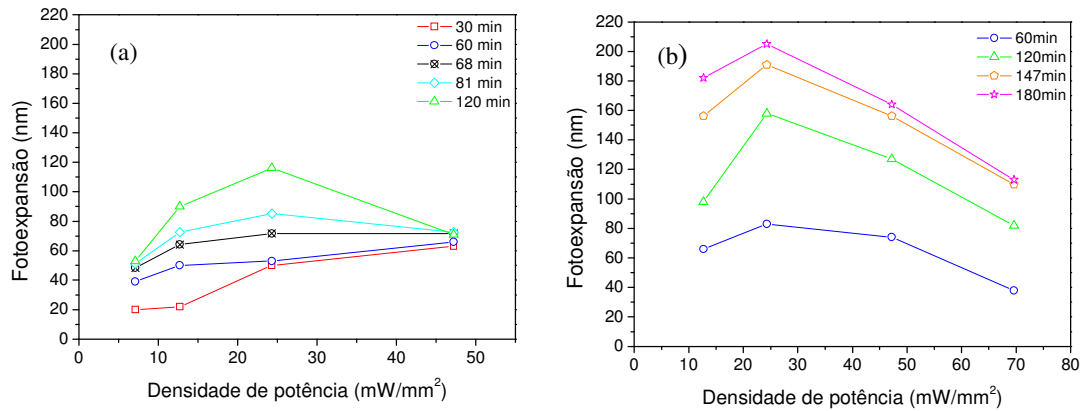 (a)
30 min
60 min
68 min
81 min
120 min
Fotoexpansão (nm)
220
200
180
160
140
120
100
80
60
40
20
0
0 10 20 30 40 50
Densidade de potência (mW/mm²)
(b)
60min
120min
147min
180min
Fotoexpansão (nm)
220
200
180
160
140
120
100
80
60
40
20
0
0 10 20 30 40 50 60 70 80
Densidade de potência (mW/mm²)